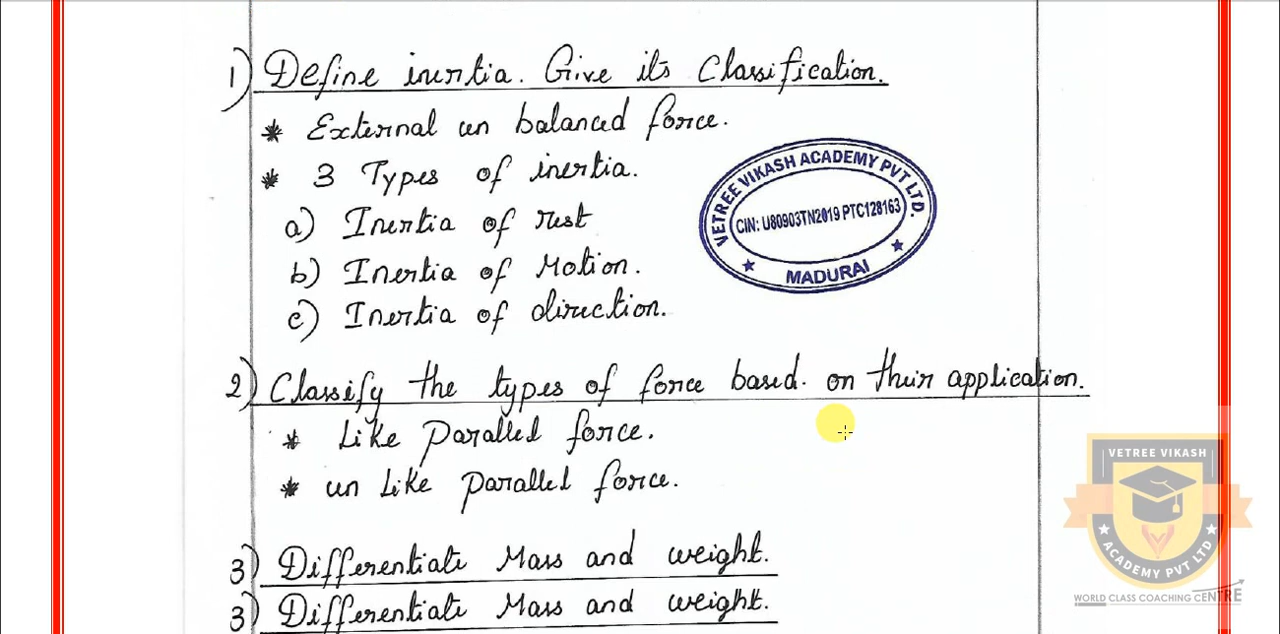 1) Define inertia. Give its Classification.
* External un balanced force.
* 3 Types of inertia.
a) Inertia of rest
b) Inertia of Motion.
c) Inertia of direction.
VETREE VIKASH ACADEMY PVT LTD.
CIN: U80903TN2019 PTC128163
MADURAI
2) Classify the types of force based. on their application.
* Like parallel force.
* un Like parallel force.
3) Differentiate Mass and weight.
3) Differentiate Mass and weight.
VETREE VIKASH
ACADEMY PVT LTD
WORLD CLASS COACHING CENTRE